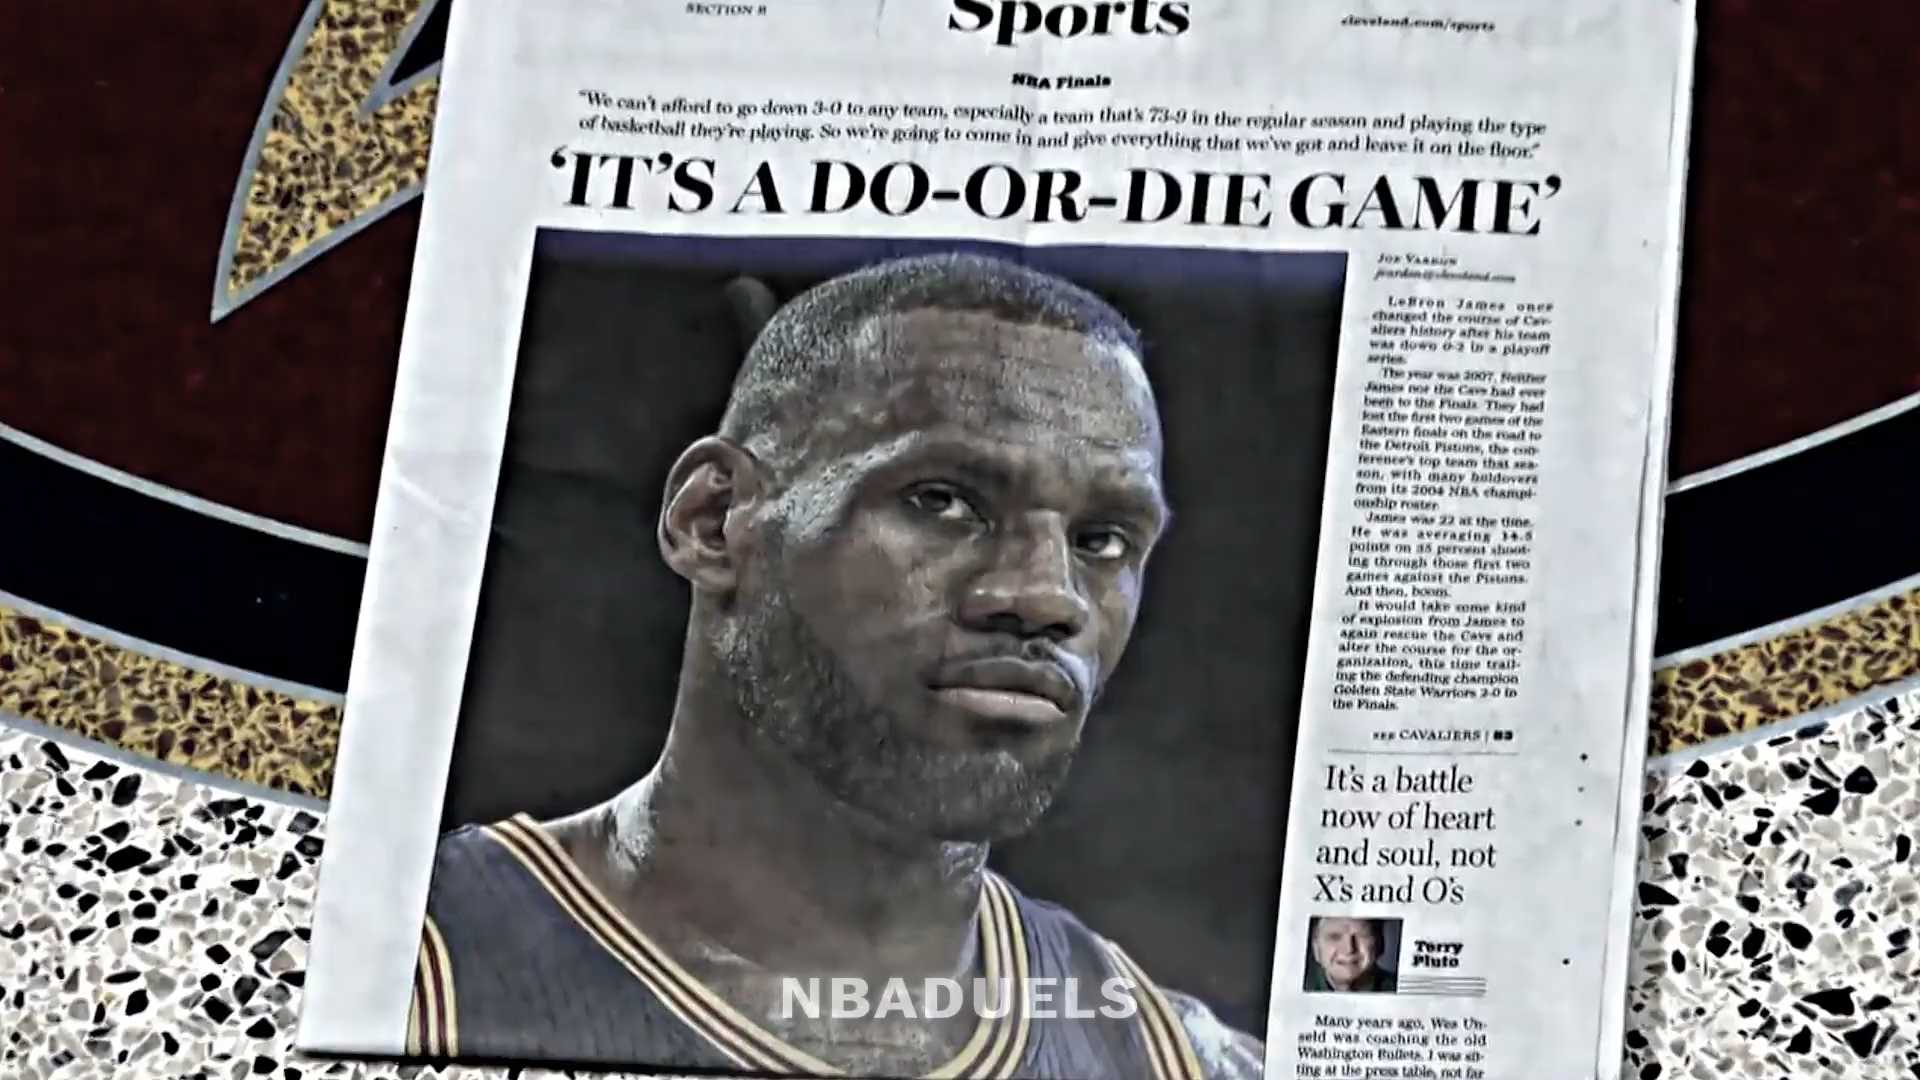 SECTION B
Sports
cleveland.com/sports
NBA Finals
“We can’t afford to go down 3-0 to any team, especially a team that’s 73-9 in the regular season and playing the type
of basketball they’re playing. So we’re going to come in and give everything that we’ve got and leave it on the floor.”
‘IT’S A DO-OR-DIE GAME’
JOE VARDON
jvardon@cleveland.com
LeBron James once
changed the course of Cav-
aliers history after his team
was down 0-2 in a playoff
series.
The year was 2007. Neither
James nor the Cavs had ever
been to the Finals. They had
lost the first two games of the
Eastern finals on the road to
the Detroit Pistons, the con-
ference’s top team that sea-
son, with many holdovers
from its 2004 NBA champi-
onship roster.
James was 22 at the time.
He was averaging 14.5
points on 35 percent shoot-
ing through those first two
games against the Pistons.
And then, boom.
It would take some kind
of explosion from James to
again rescue the Cavs and
alter the course for the or-
ganization, this time trail-
ing the defending champion
Golden State Warriors 2-0 in
the Finals.
SEE CAVALIERS | B3
It’s a battle
now of heart
and soul, not
X’s and O’s
Terry
Pluto
NBADUELS
Many years ago, Wes Un-
seld was coaching the old
Washington Bullets. I was sit-
ting at the press table, not far